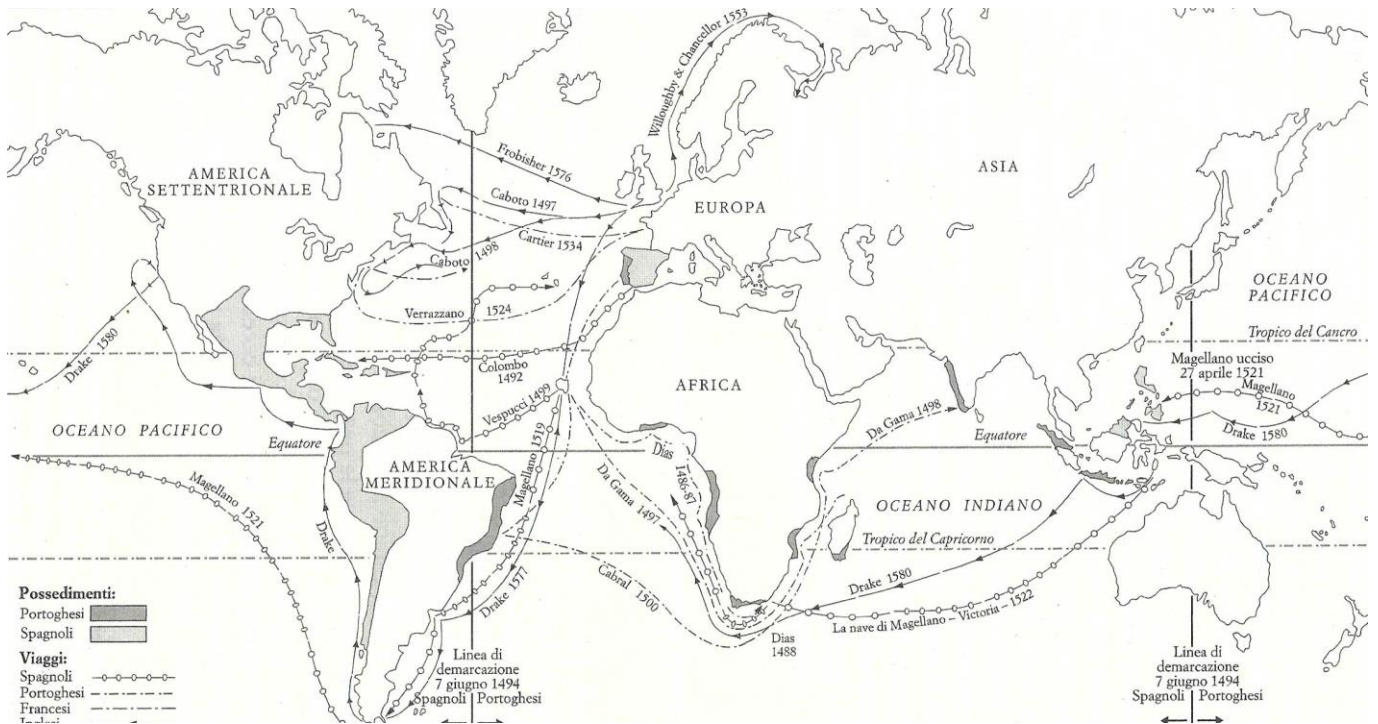 Willoughby & Chancellor 1553
AMERICA
SETTENTRIONALE
Frobisher 1576
Caboto 1497
Cartier 1534
Caboto 1498
Verrazzano 1524
EUROPA
ASIA
OCEANO
PACIFICO
Tropico del Cancro
Drake 1580
Colombo
1492
AFRICA
Magellano ucciso
27 aprile 1521
Magellano
1521
Drake 1580
Vespucci 1499
Da Gama 1498
OCEANO PACIFICO
Equatore
Equatore
AMERICA
MERIDIONALE
Magellano 1519
Dias 1486-87
Da Gama 1497
Magellano 1521
OCEANO INDIANO
Tropico del Capricorno
Drake
Drake 1577
Cabral 1500
Drake 1580
La nave di Magellano – Victoria – 1522
Dias
1488
Possedimenti:
Portoghesi
Spagnoli
Viaggi:
Spagnoli
Portoghesi
Francesi
Inglesi
Linea di
demarcazione
7 giugno 1494
Spagnoli Portoghesi
Linea di
demarcazione
7 giugno 1494
Spagnoli Portoghesi